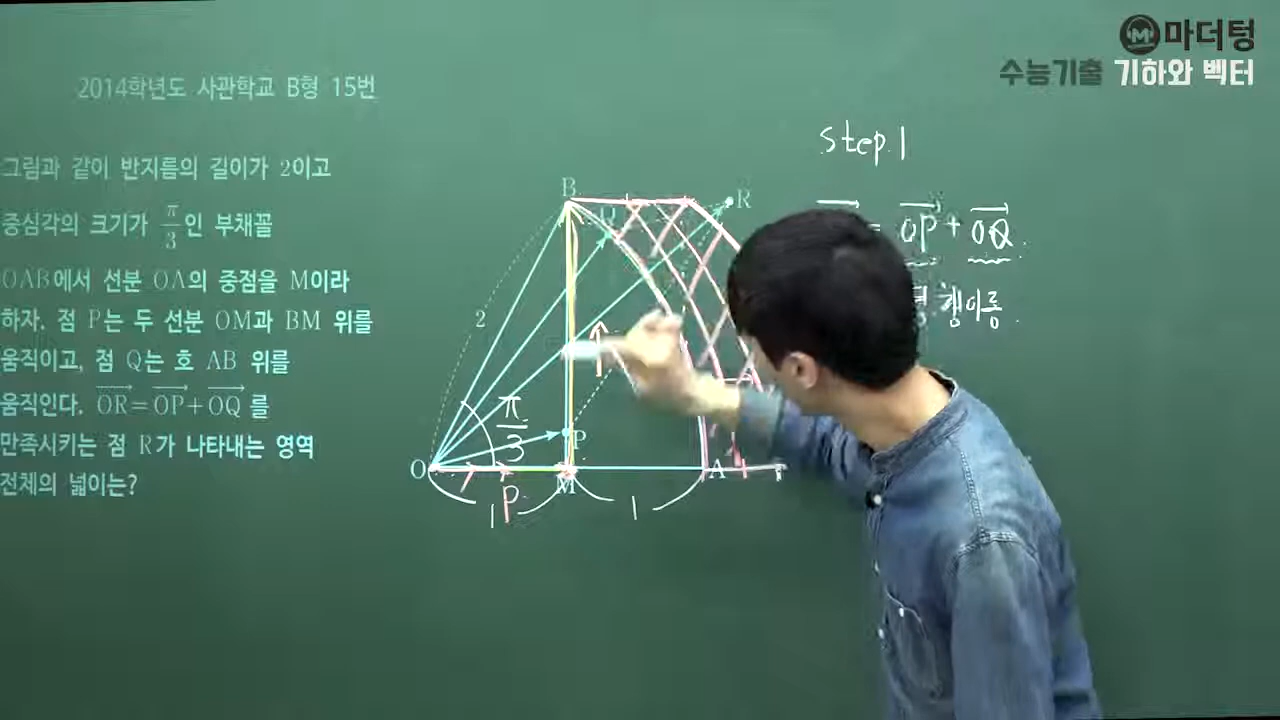 마더텅
수능기출 기하와 벡터
2014학년도 사관학교 B형 15번
그림과 같이 반지름의 길이가 2이고
중심각의 크기가 π/3인 부채꼴
OAB에서 선분 OA의 중점을 M이라
하자. 점 P는 두 선분 OM과 BM 위를
움직이고, 점 Q는 호 AB 위를
움직인다. OR=OP+OQ 를
만족시키는 점 R가 나타내는 영역
전체의 넓이는?
step 1
= OP + OQ
행이동
B
Q
R
2
π/3
P
O
M
A
1
P
1